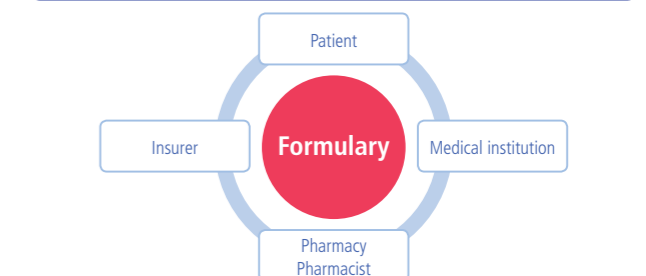 Patient
Insurer
Formulary
Medical institution
Pharmacy
Pharmacist